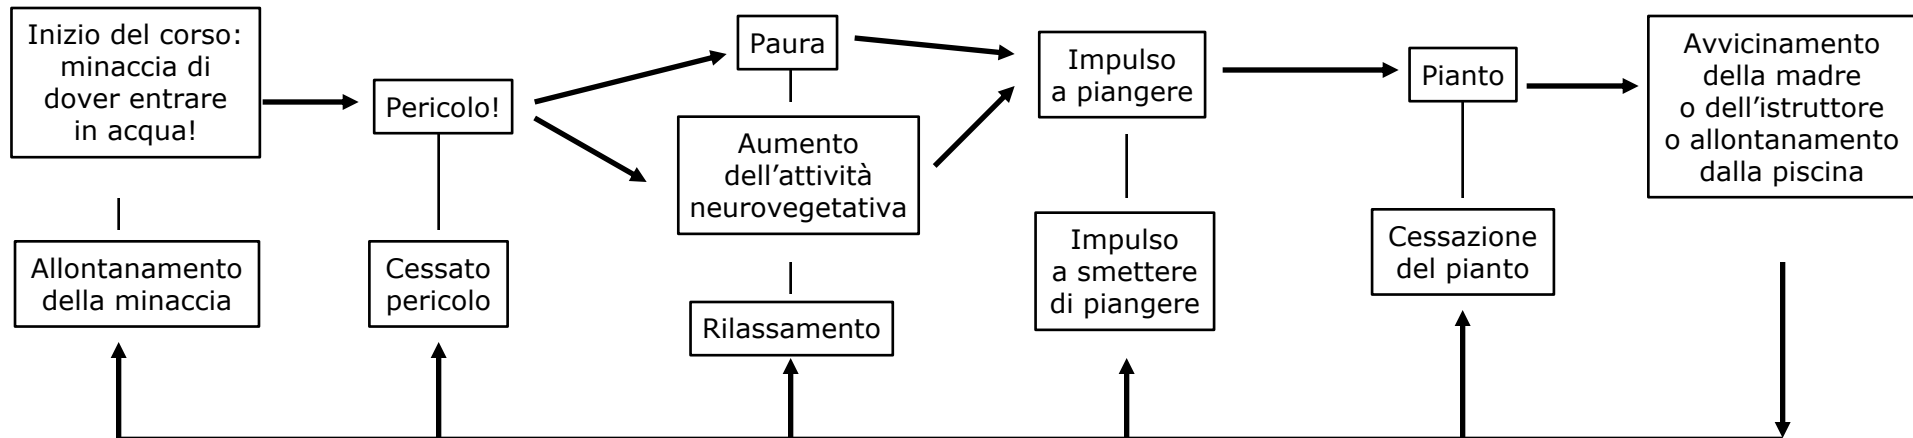 Inizio del corso:
minaccia di
dover entrare
in acqua!
Pericolo!
Paura
Aumento
dell’attività
neurovegetativa
Impulso
a piangere
Pianto
Avvicinamento
della madre
o dell’istruttore
o allontanamento
dalla piscina
Allontanamento
della minaccia
Cessato
pericolo
Rilassamento
Impulso
a smettere
di piangere
Cessazione
del pianto